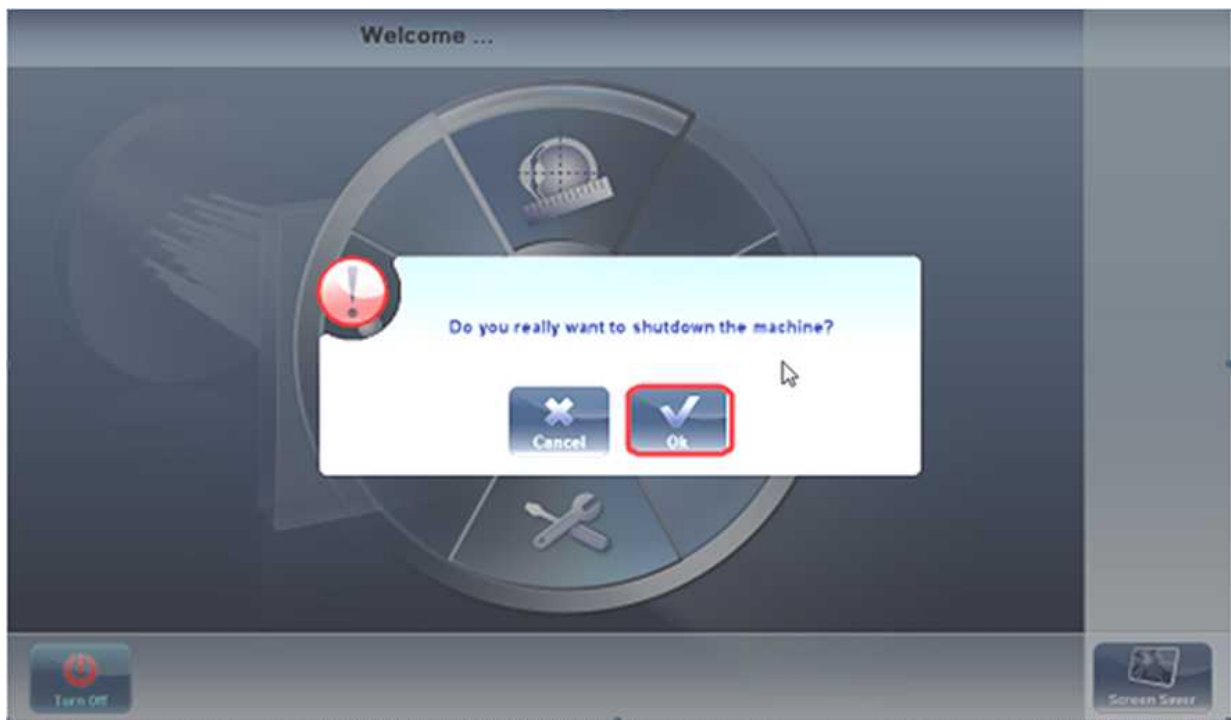 Welcome ...
Do you really want to shutdown the machine?
Cancel
Ok
Turn Off
Screen Saver